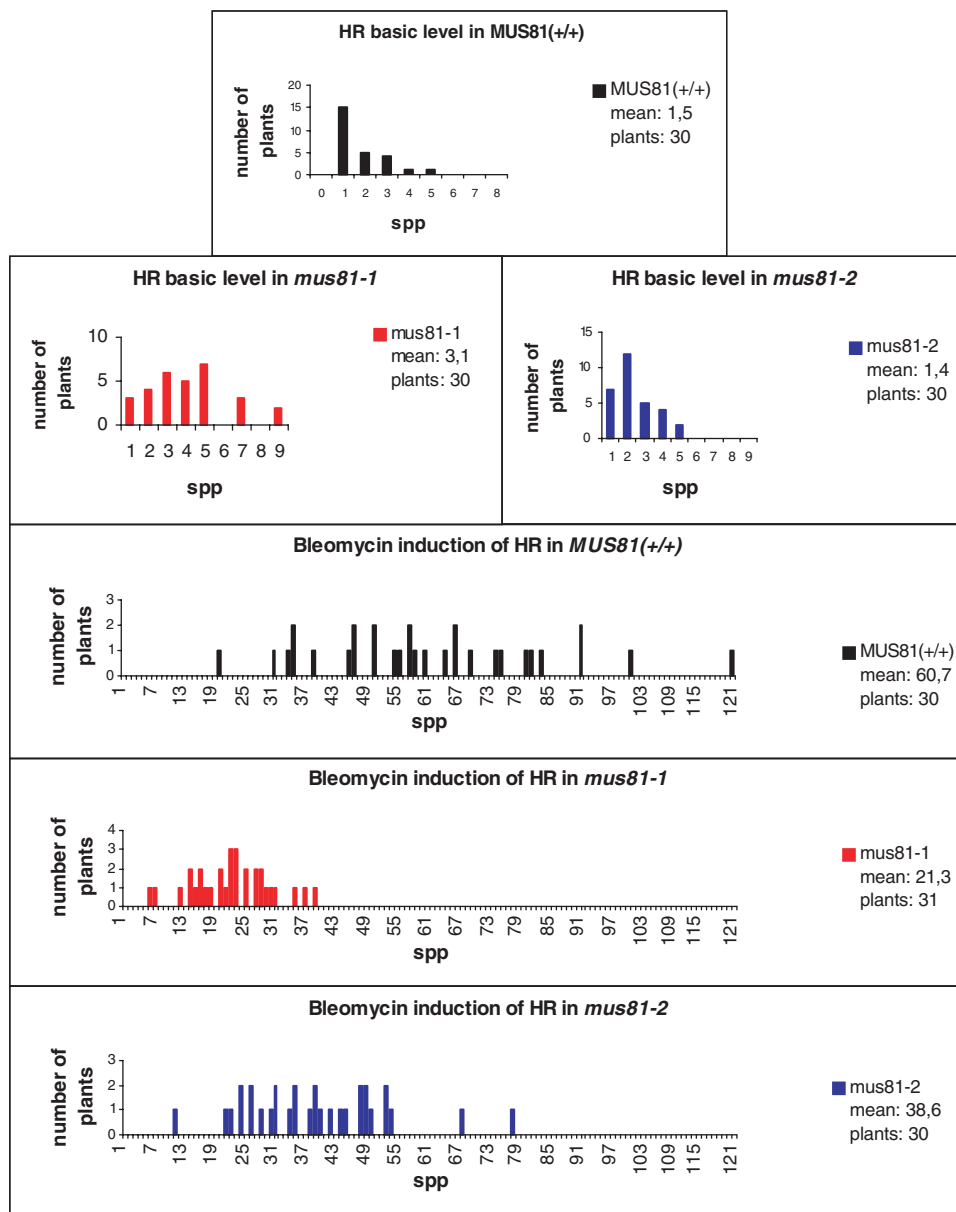 HR basic level in MUS81(+/+)
number of
plants
20
15
10
5
0
0 1 2 3 4 5 6 7 8
spp
MUS81(+/+)
mean: 1,5
plants: 30
HR basic level in mus81-1
number of
plants
10
5
0
1 2 3 4 5 6 7 8 9
spp
mus81-1
mean: 3,1
plants: 30
HR basic level in mus81-2
number of
plants
15
10
5
0
1 2 3 4 5 6 7 8 9
spp
mus81-2
mean: 1,4
plants: 30
Bleomycin induction of HR in MUS81(+/+)
number of
plants
3
2
1
0
1 7 13 19 25 31 37 43 49 55 61 67 73 79 85 91 97 103 109 115 121
spp
MUS81(+/+)
mean: 60,7
plants: 30
Bleomycin induction of HR in mus81-1
number of
plants
4
3
2
1
0
1 7 13 19 25 31 37 43 49 55 61 67 73 79 85 91 97 103 109 115 121
spp
mus81-1
mean: 21,3
plants: 31
Bleomycin induction of HR in mus81-2
number of
plants
3
2
1
0
1 7 13 19 25 31 37 43 49 55 61 67 73 79 85 91 97 103 109 115 121
spp
mus81-2
mean: 38,6
plants: 30